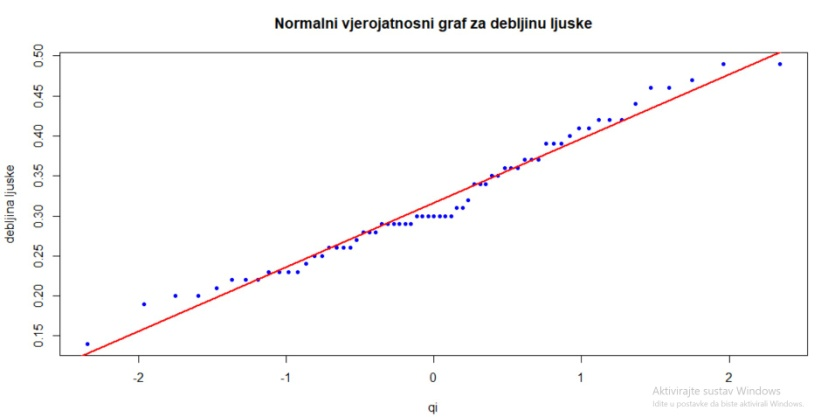 Normalni vjerojatnosni graf za debljinu ljuske
debljina ljuske
0.50
0.45
0.40
0.35
0.30
0.25
0.20
0.15
-2 -1 0 1 2
qi
Aktivirajte sustav Windows
Idite u postavke da biste aktivirali Windows.